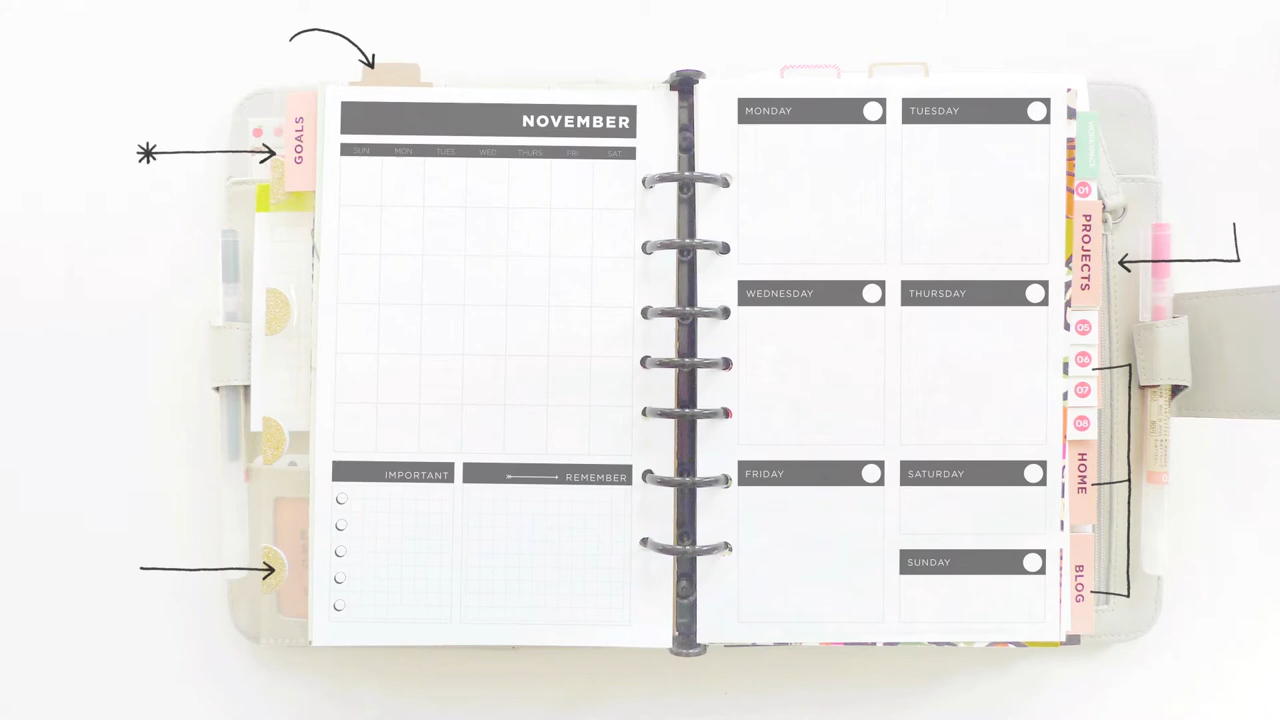 GOALS
NOVEMBER
SUN MON TUES WED THURS FRI SAT
IMPORTANT
REMEMBER
MONDAY
TUESDAY
WEDNESDAY
THURSDAY
FRIDAY
SATURDAY
SUNDAY
01
PROJECTS
05
06
07
08
HOME
BLOG